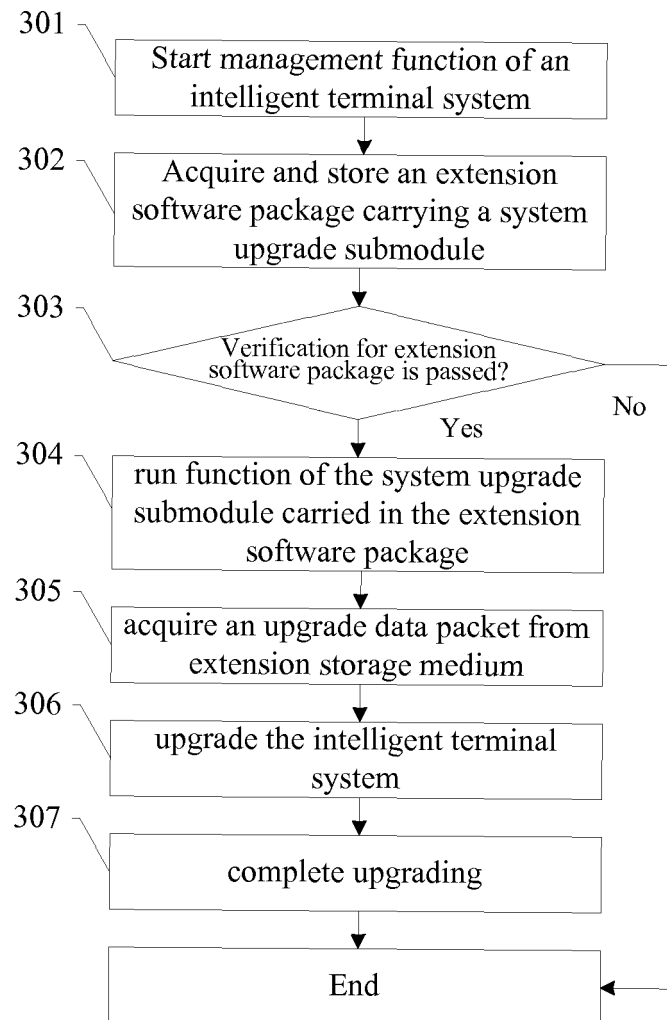 301
Start management function of an
intelligent terminal system
302
Acquire and store an extension
software package carrying a system
upgrade submodule
303
Verification for extension
software package is passed?
No
Yes
304
run function of the system upgrade
submodule carried in the extension
software package
305
acquire an upgrade data packet from
extension storage medium
306
upgrade the intelligent terminal
system
307
complete upgrading
End